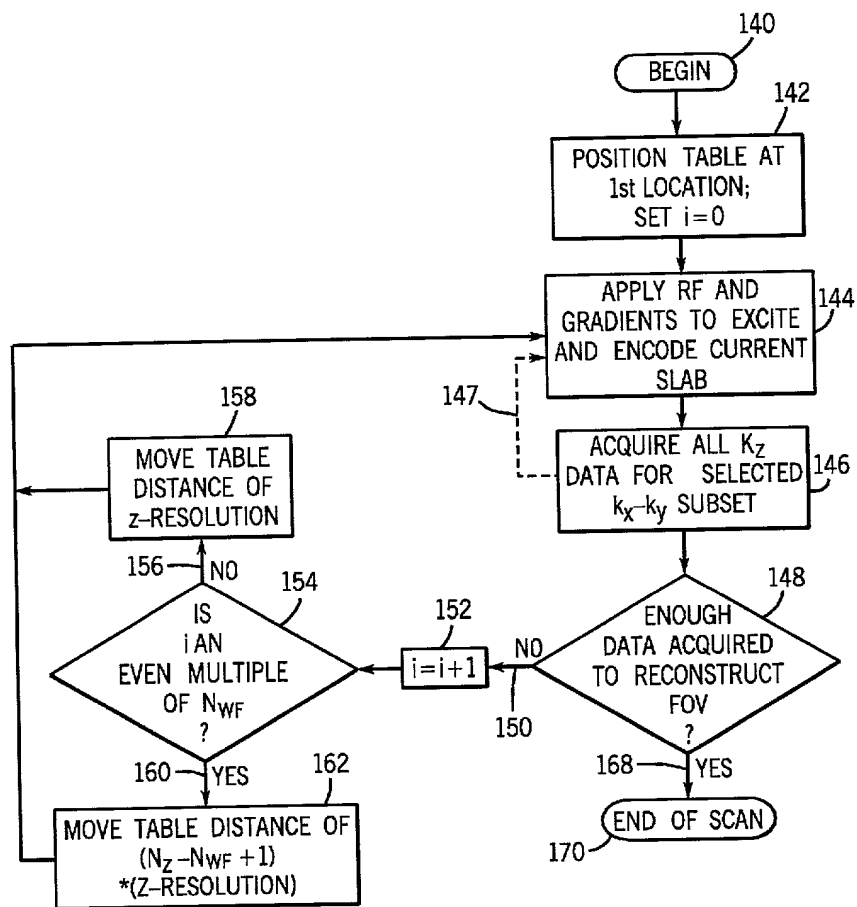 140
BEGIN
142
POSITION TABLE AT
1st LOCATION;
SET i=0
APPLY RF AND
GRADIENTS TO EXCITE
AND ENCODE CURRENT
SLAB
144
147
158
MOVE TABLE
DISTANCE OF
z-RESOLUTION
ACQUIRE ALL KZ
DATA FOR SELECTED
kx-ky SUBSET
146
156
NO
154
IS
i AN
EVEN MULTIPLE
OF NWF
?
152
i=i+1
NO
150
148
ENOUGH
DATA ACQUIRED
TO RECONSTRUCT
FOV
?
160
YES
162
MOVE TABLE DISTANCE OF
(NZ-NWF+1)
*(Z-RESOLUTION)
168
YES
END OF SCAN
170